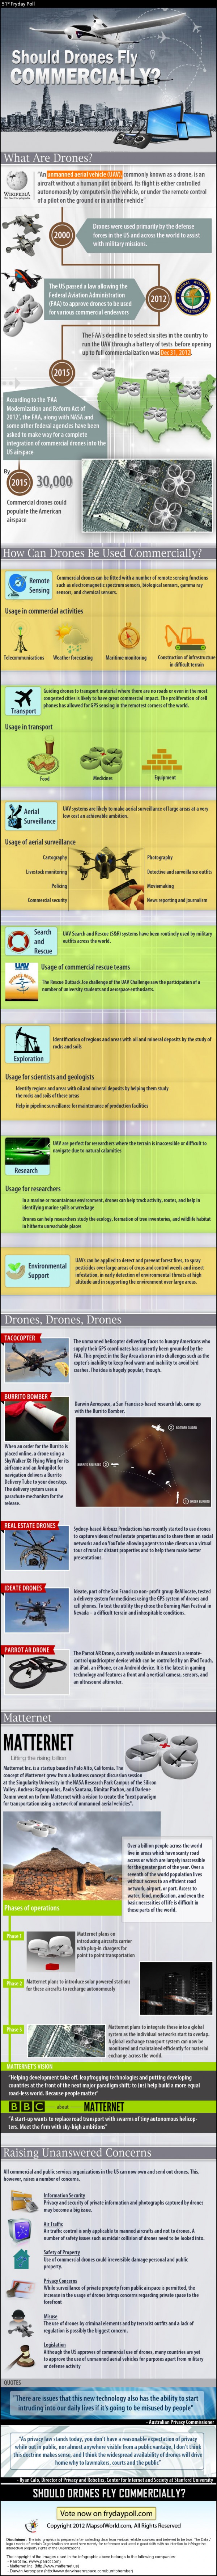 51st Fryday Poll
Should Drones Fly
COMMERCIALLY?
What Are Drones?
WIKIPEDIA
The Free Encyclopedia
"An unmanned aerial vehicle (UAV), commonly known as a drone, is an
aircraft without a human pilot on board. Its flight is either controlled
autonomously by computers in the vehicle, or under the remote control
of a pilot on the ground or in another vehicle"
2000
Drones were used primarily by the defense
forces in the US and across the world to assist
with military missions.
The US passed a law allowing the
Federal Aviation Administration
(FAA) to approve drones to be used
for various commercial endeavors
2012
The FAA's deadline to select six sites in the country to
run the UAV through a battery of tests before opening
up to full commercialization was Dec 31, 2012.
2015
According to the 'FAA
Modernization and Reform Act of
2012', the FAA, along with NASA and
some other federal agencies have been
asked to make way for a complete
integration of commercial drones into the
US airspace
By
2015
30,000
Commercial drones could
populate the American
airspace
How Can Drones Be Used Commercially?
Remote
Sensing
Commercial drones can be fitted with a number of remote sensing functions
such as electromagnetic spectrum sensors, biological sensors, gamma ray
sensors, and chemical sensors.
Usage in commercial activities
Telecommunications
Weather forecasting
Maritime monitoring
Construction of infrastructure
in difficult terrain
Transport
Guiding drones to transport material where there are no roads or even in the most
congested cities is likely to have great commercial impact. The proliferation of cell
phones has allowed for GPS sensing in the remotest corners of the world.
Usage in transport
Food
Medicines
Equipment
Aerial
Surveillance
UAV systems are likely to make aerial surveillance of large areas at a very
low cost an achievable ambition.
Usage of aerial surveillance
Cartography
Livestock monitoring
Policing
Commercial security
Photography
Detective and surveillance outfits
Moviemaking
News reporting and journalism
Search
and
Rescue
UAV Search and Rescue (S&R) systems have been routinely used by military
outfits across the world.
UAV
Usage of commercial rescue teams
The Rescue Outback Joe challenge of the UAV Challenge saw the participation of a
number of university students and aerospace enthusiasts.
Exploration
Identification of regions and areas with oil and mineral deposits by the study of
rocks and soils
Usage for scientists and geologists
Identify regions and areas with oil and mineral deposits by helping them study
the rocks and soils of these areas
Help in pipeline surveillance for maintenance of production facilities
Research
UAV are perfect for researchers where the terrain is inaccessible or difficult to
navigate due to natural calamities
Usage for researchers
In a marine or mountainous environment, drones can help track activity, routes, and help in
identifying marine spills or wreckage
Drones can help researchers study the ecology, formation of tree inventories, and wildlife habitat
in hitherto unreachable places
Environmental
Support
UAVs can be applied to detect and prevent forest fires, to spray
pesticides over large areas of crops and control weeds and insect
infestation, in early detection of environmental threats at high
altitude and in supporting the environment over large areas.
Drones, Drones, Drones
TACOCOPTER
The unmanned helicopter delivering Tacos to hungry Americans who
supply their GPS coordinates has currently been grounded by the
FAA. This project in the Bay Area also ran into challenges such as the
copter's inability to keep food warm and inability to avoid bird
crashes. The idea is hugely popular, though.
BURRITO BOMBER
Darwin Aerospace, a San Francisco-based research lab, came up
with the Burrito Bomber.
When an order for the Burrito is
placed online, a drone using a
SkyWalker X8 Flying Wing for its
airframe and an Ardupilot for
navigation delivers a Burrito
Delivery Tube to your doorstep.
The delivery system uses a
parachute mechanism for the
release.
REAL ESTATE DRONES
Sydney-based Airbuzz Productions has recently started to use drones
to capture videos of real estate properties and to share them on social
networks and on YouTube allowing agents to take clients on a virtual
tour of rural or distant properties and to help them make better
presentations.
IDEATE DRONES
Ideate, part of the San Francisco non-profit group ReAllocate, tested
a delivery system for medicines using the GPS system of drones and
cell phones. To test the utility they chose the Burning Man Festival in
Nevada – a difficult terrain and inhospitable conditions.
PARROT AR DRONE
The Parrot AR Drone, currently available on Amazon is a remote-
control quadricopter device which can be controlled by an iPod Touch,
an iPad, an iPhone, or an Android device. It is the latest in gaming
technology and features a front and a vertical camera, sensors, and
an ultrasound altimeter.
Matternet
MATTERNET
Lifting the rising billion
Matternet Inc. is a startup based in Palo Alto, California. The
concept of Matternet grew from a business concept discussion session
at the Singularity University in the NASA Research Park Campus of the Silicon
Valley. Andreas Raptopoulos, Paola Santana, Dimitar Pachov, and Darlene
Damm went on to form Matternet with a vision to create the "next paradigm
for transportation using a network of unmanned aerial vehicles".
Over a billion people across the world
live in areas which have scanty road
access or which are largely inaccessible
for the greater part of the year. Over a
seventh of the world population lives
without access to an efficient road
network, airport, or port. Access to
water, food, medication, and even the
basic necessities of life is difficult in
these parts of the world.
Phases of operations
Phase 1
Matternet plans on
introducing aircrafts carrier
with plug-in chargers for
point to point transportation
Phase 2
Matternet plans to introduce solar powered stations
for these aircrafts to recharge autonomously
Phase 3
Matternet plans to integrate these into a global
system as the individual networks start to overlap.
A global exchange transport system can now be
monitored and maintained efficiently for material
exchange across the world.
MATTERNET'S VISION
"Helping development take off, leapfrogging technologies and putting developing
countries at the front of the next major paradigm shift; to [us] help build a more equal
road-less world. Because people matter"
BBC about MATTERNET
"A start-up wants to replace road transport with swarms of tiny autonomous helicop-
ters. Meet the firm with sky-high ambitions"
Raising Unanswered Concerns
All commercial and public services organizations in the US can now own and send out drones. This,
however, raises a number of concerns.
Information Security
Privacy and security of private information and photographs captured by drones
may become a big issue.
Air Traffic
Air traffic control is only applicable to manned aircrafts and not to drones. A
number of safety issues such as midair collision of drones need to be looked into.
Safety of Property
Use of commercial drones could irreversible damage personal and public
property.
Privacy Concerns
While surveillance of private property from public airspace is permitted, the
increase in the usage of drones brings concerns regarding private space to the
forefront
Misuse
The use of drones by criminal elements and by terrorist outfits and a lack of
regulation is possibly the biggest concern.
Legislation
Although the US approves of commercial use of drones, many countries are yet
to approve the use of unmanned aerial vehicles for purposes apart from military
or defense activity
QUOTES
"There are issues that this new technology also has the ability to start
intruding into our daily lives if it's going to be misused by people"
- Australian Privacy Commissioner
"As privacy law stands today, you don't have a reasonable expectation of privacy
while out in public, nor almost anywhere visible from a public vantage, I don't think
this doctrine makes sense, and I think the widespread availability of drones will drive
home why to lawmakers, courts and the public"
- Ryan Calo, Director of Privacy and Robotics, Center for Internet and Society at Stanford University
SHOULD DRONES FLY COMMERCIALLY?
Vote now on frydaypoll.com
Copyright 2012 MapsofWorld.com, All Rights Reserved